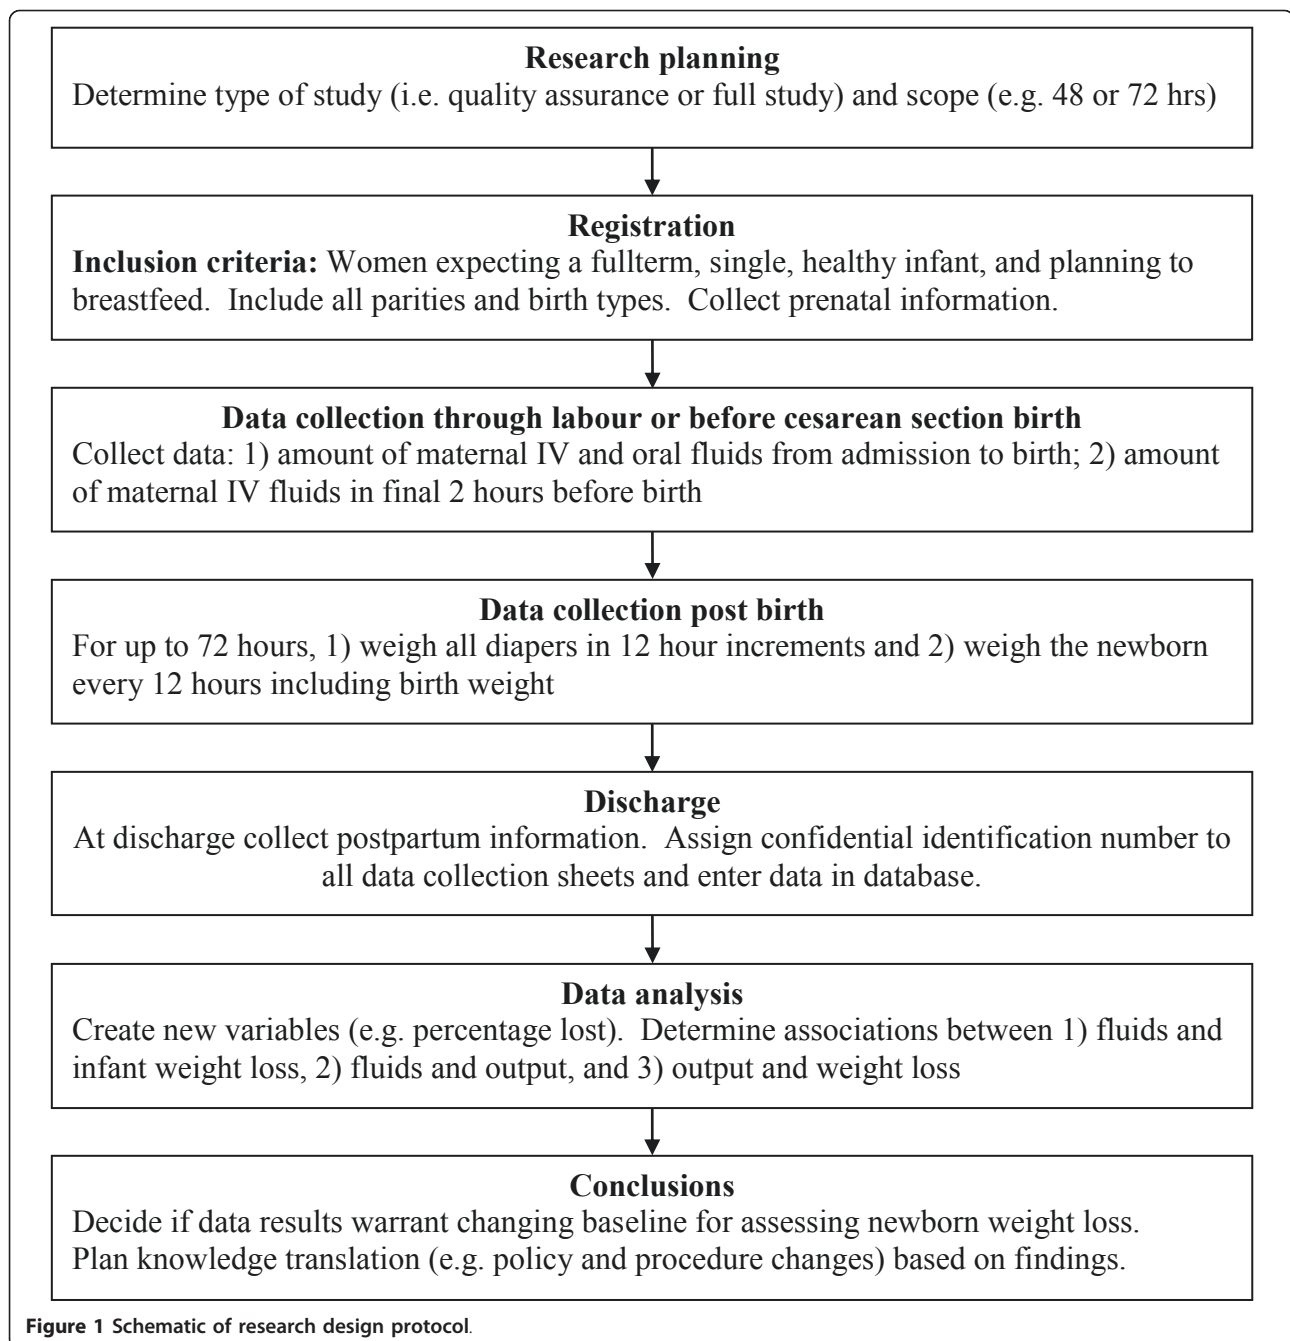 Research planning
Determine type of study (i.e. quality assurance or full study) and scope (e.g. 48 or 72 hrs)
Registration
Inclusion criteria: Women expecting a fullterm, single, healthy infant, and planning to
breastfeed. Include all parities and birth types. Collect prenatal information.
Data collection through labour or before cesarean section birth
Collect data: 1) amount of maternal IV and oral fluids from admission to birth; 2) amount
of maternal IV fluids in final 2 hours before birth
Data collection post birth
For up to 72 hours, 1) weigh all diapers in 12 hour increments and 2) weigh the newborn
every 12 hours including birth weight
Discharge
At discharge collect postpartum information. Assign confidential identification number to
all data collection sheets and enter data in database.
Data analysis
Create new variables (e.g. percentage lost). Determine associations between 1) fluids and
infant weight loss, 2) fluids and output, and 3) output and weight loss
Conclusions
Decide if data results warrant changing baseline for assessing newborn weight loss.
Plan knowledge translation (e.g. policy and procedure changes) based on findings.
Figure 1 Schematic of research design protocol.